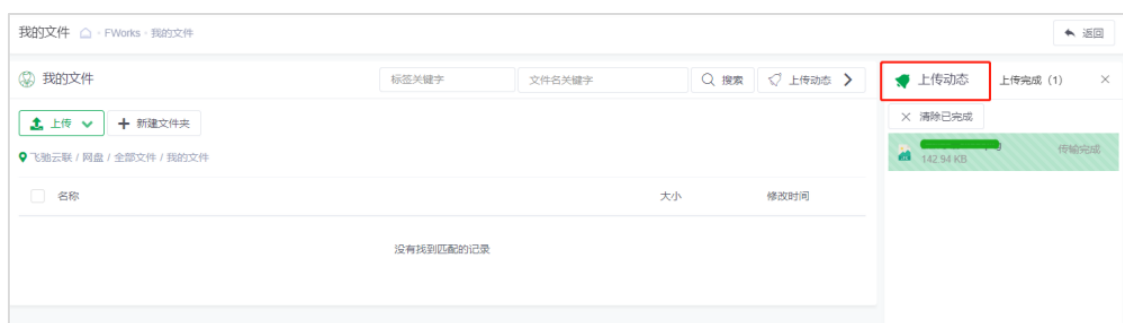 我的文件 - FWorks - 我的文件 返回
我的文件 标签关键字 文件名关键字 搜索 上传动态 上传动态 上传完成（1）
上传 新建文件夹 清除已完成
飞驰云联 / 网盘 / 全部文件 / 我的文件 传输完成
142.94 KB
名称 大小 修改时间
没有找到匹配的记录